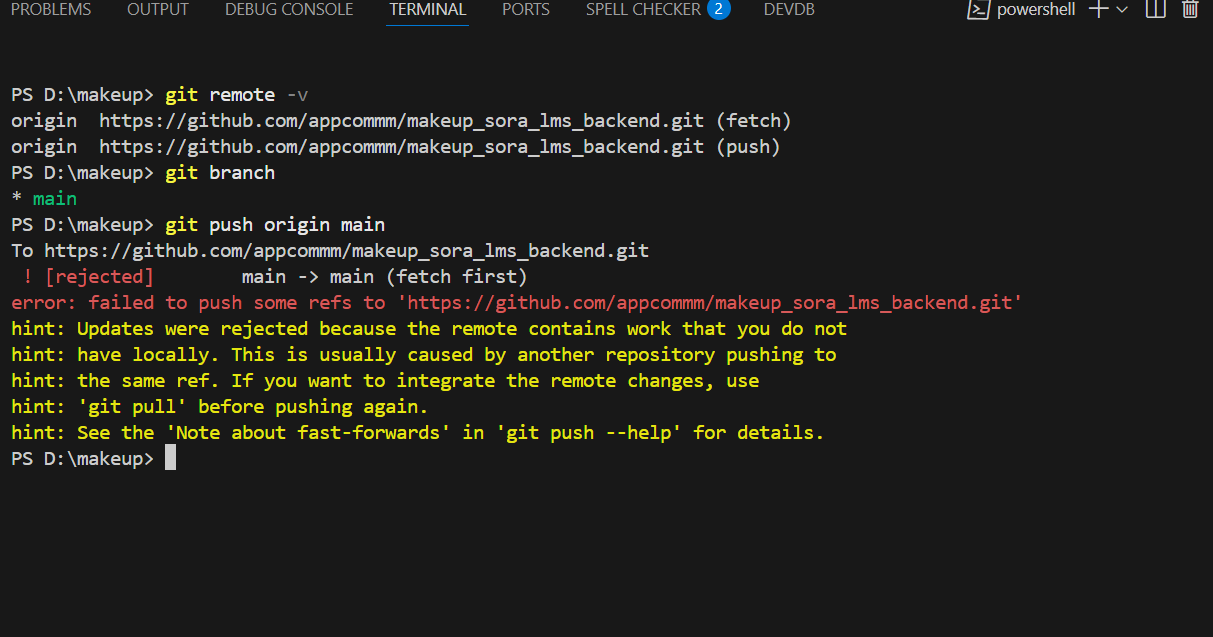 PROBLEMS OUTPUT DEBUG CONSOLE TERMINAL PORTS SPELL CHECKER 2 DEVDB powershell
PS D:\makeup> git remote -v
origin  https://github.com/appcommm/makeup_sora_lms_backend.git (fetch)
origin  https://github.com/appcommm/makeup_sora_lms_backend.git (push)
PS D:\makeup> git branch
* main
PS D:\makeup> git push origin main
To https://github.com/appcommm/makeup_sora_lms_backend.git
 ! [rejected]        main -> main (fetch first)
error: failed to push some refs to 'https://github.com/appcommm/makeup_sora_lms_backend.git'
hint: Updates were rejected because the remote contains work that you do not
hint: have locally. This is usually caused by another repository pushing to
hint: the same ref. If you want to integrate the remote changes, use
hint: 'git pull' before pushing again.
hint: See the 'Note about fast-forwards' in 'git push --help' for details.
PS D:\makeup>